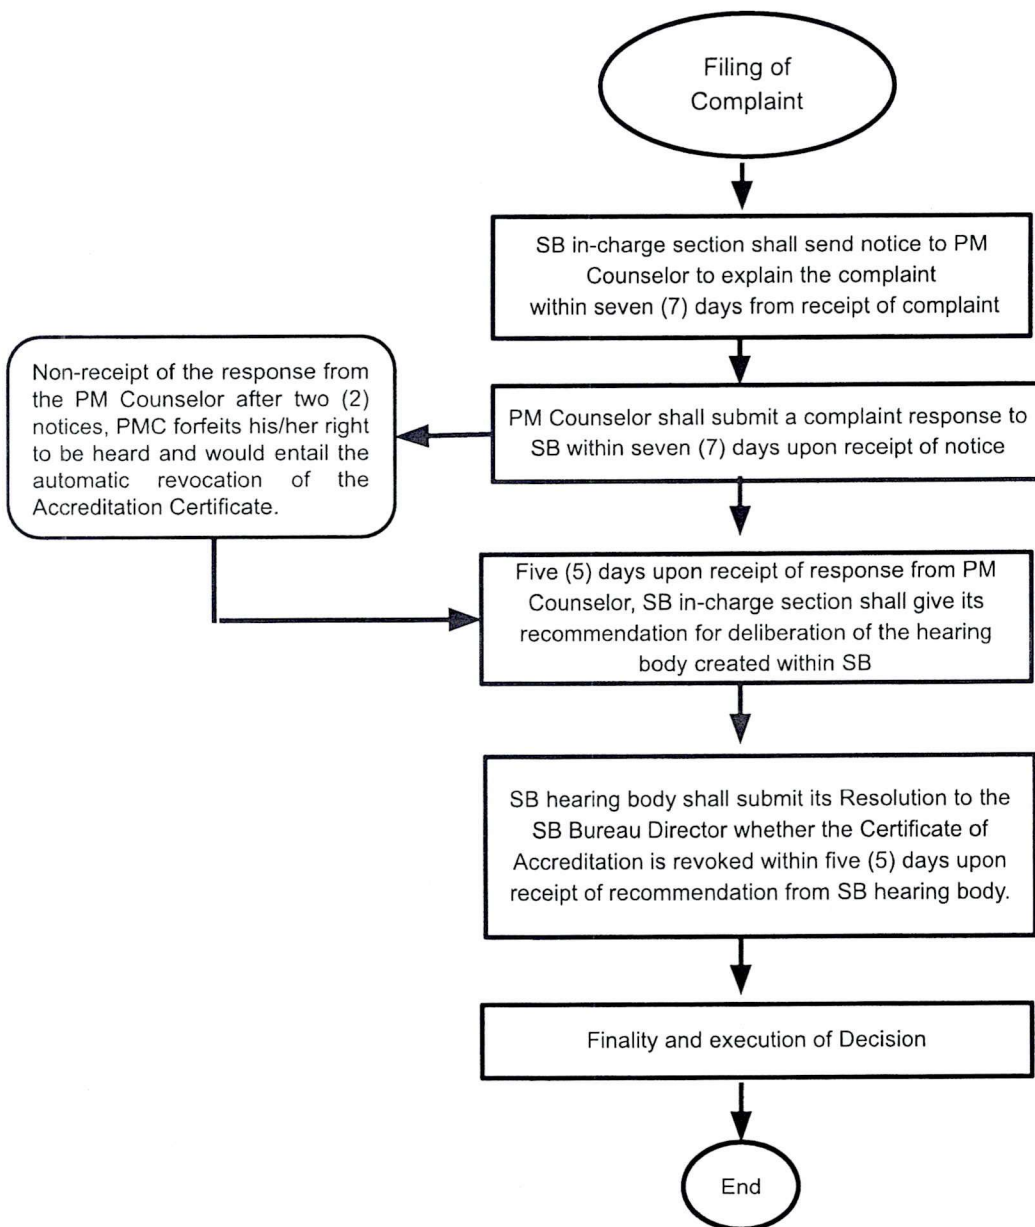 Filing of
Complaint
SB in-charge section shall send notice to PM
Counselor to explain the complaint
within seven (7) days from receipt of complaint
PM Counselor shall submit a complaint response to
SB within seven (7) days upon receipt of notice
Non-receipt of the response from
the PM Counselor after two (2)
notices, PMC forfeits his/her right
to be heard and would entail the
automatic revocation of the
Accreditation Certificate.
Five (5) days upon receipt of response from PM
Counselor, SB in-charge section shall give its
recommendation for deliberation of the hearing
body created within SB
SB hearing body shall submit its Resolution to the
SB Bureau Director whether the Certificate of
Accreditation is revoked within five (5) days upon
receipt of recommendation from SB hearing body.
Finality and execution of Decision
End